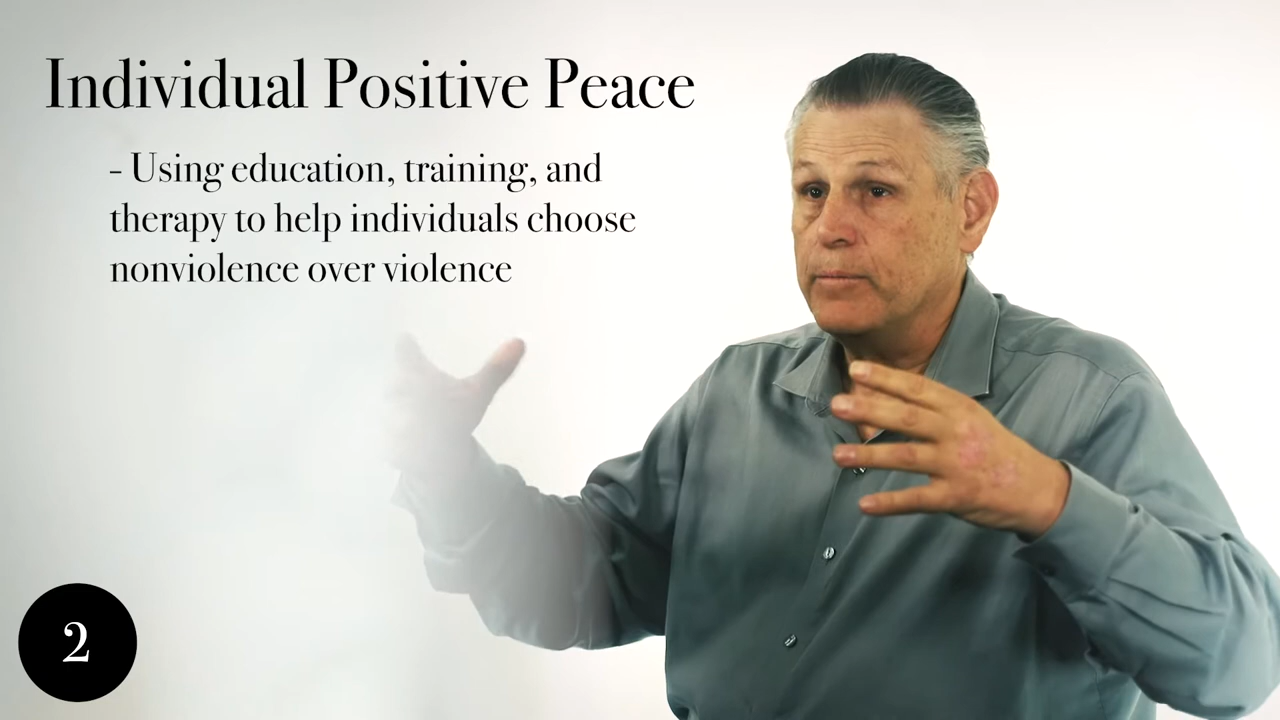 Individual Positive Peace
- Using education, training, and
therapy to help individuals choose
nonviolence over violence
2